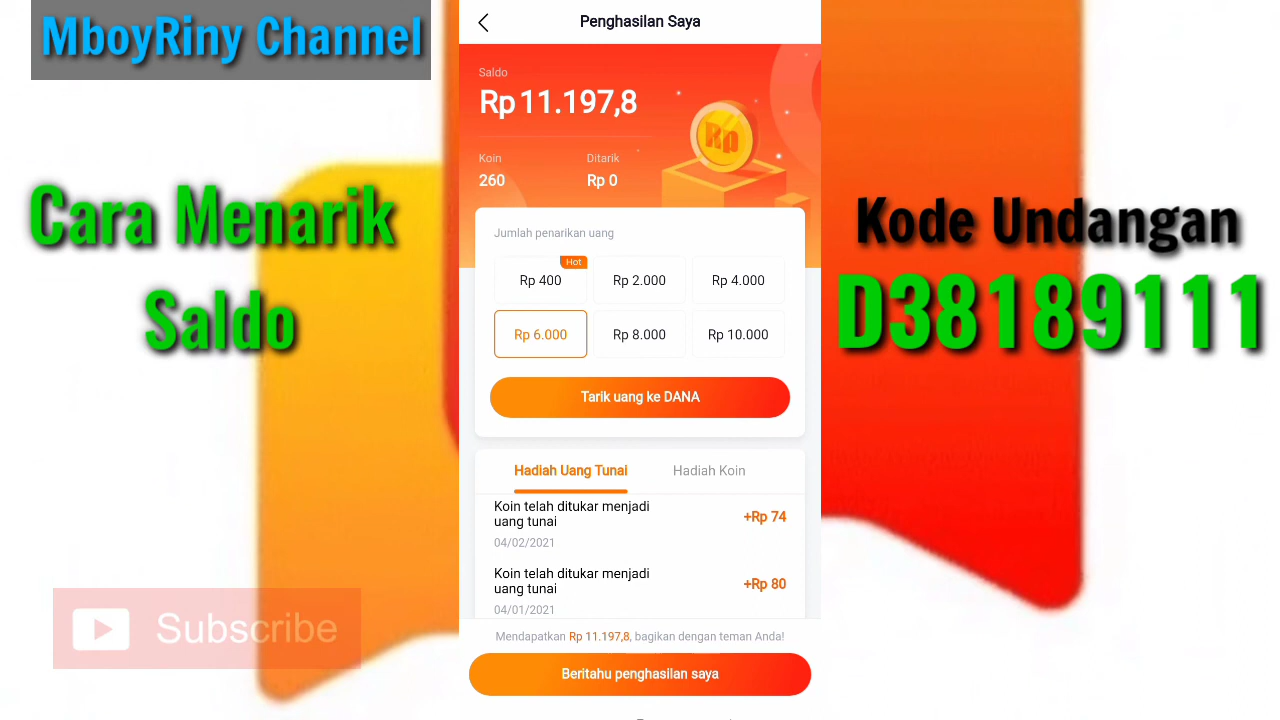 MboyRiny Channel
Cara Menarik
Saldo
Subscribe
Penghasilan Saya
Saldo
Rp 11.197,8
Rp
Koin
Ditarik
260
Rp 0
Jumlah penarikan uang
Hot
Rp 400
Rp 2.000
Rp 4.000
Rp 6.000
Rp 8.000
Rp 10.000
Tarik uang ke DANA
Hadiah Uang Tunai
Hadiah Koin
Koin telah ditukar menjadi
uang tunai
+Rp 74
04/02/2021
Koin telah ditukar menjadi
uang tunai
+Rp 80
04/01/2021
Mendapatkan Rp 11.197,8, bagikan dengan teman Anda!
Beritahu penghasilan saya
Kode Undangan
D38189111